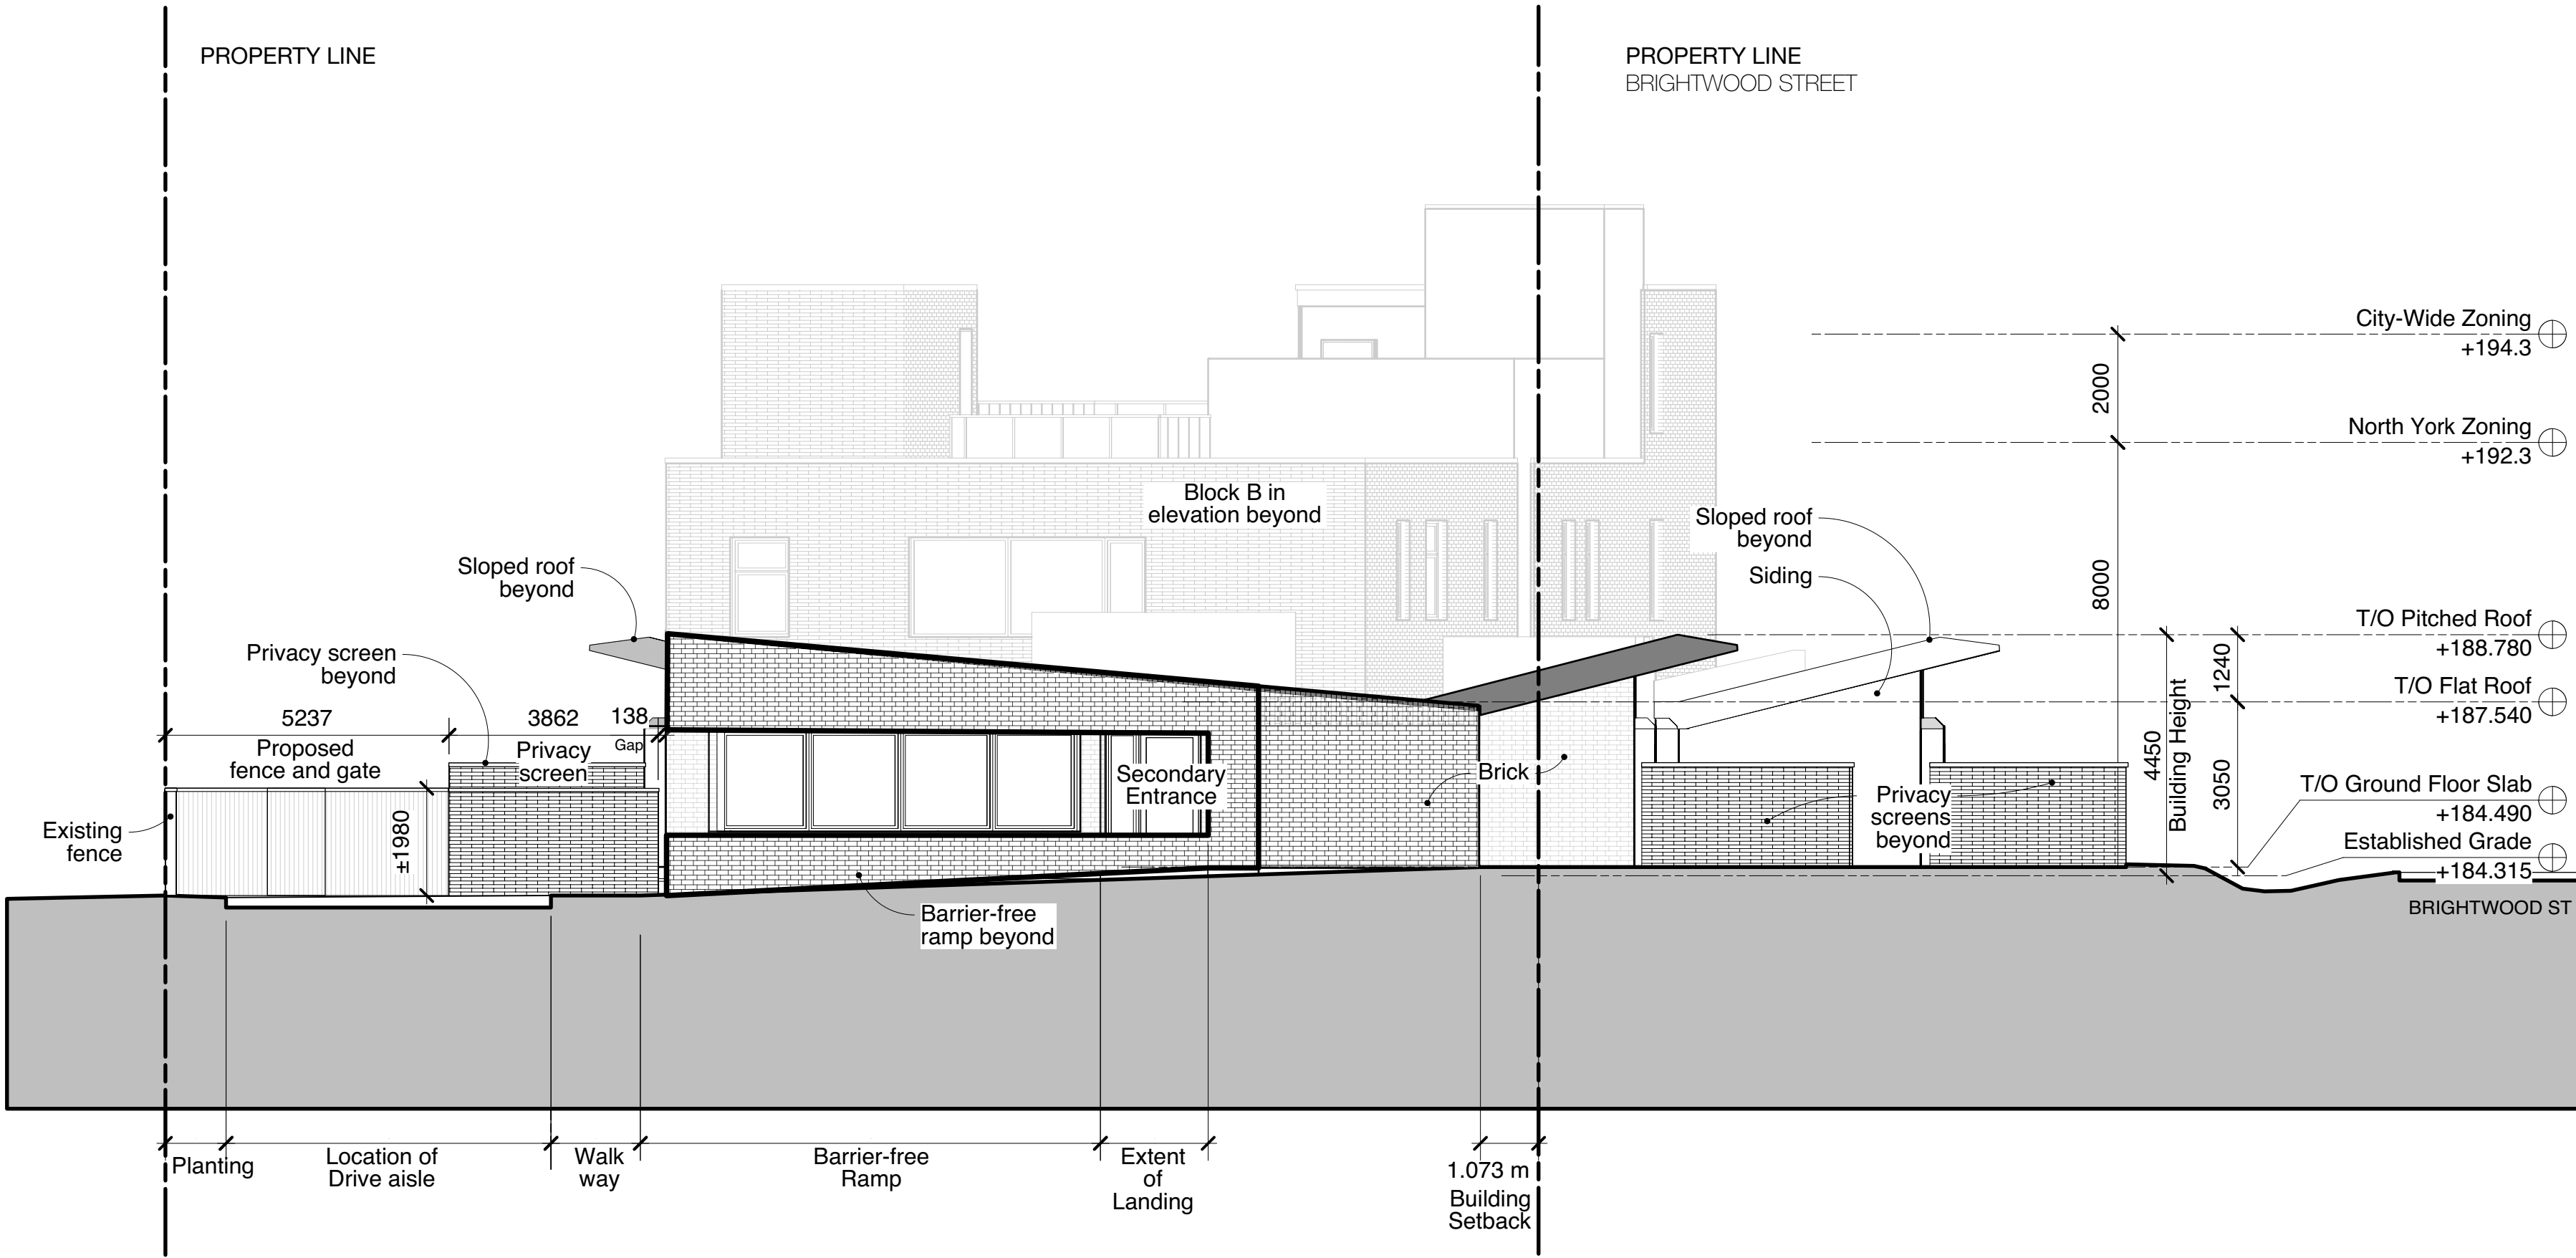 PROPERTY LINE
PROPERTY LINE
BRIGHTWOOD STREET
City-Wide Zoning
+194.3
2000
North York Zoning
+192.3
Block B in
elevation beyond
Sloped roof
beyond
Siding
8000
Sloped roof
beyond
Privacy screen
beyond
T/O Pitched Roof
+188.780
1240
T/O Flat Roof
+187.540
4450
Building Height
3050
5237
3862
138
Gap
Proposed
fence and gate
Privacy
screen
±1980
Existing
fence
Secondary
Entrance
Brick
Privacy
screens
beyond
T/O Ground Floor Slab
+184.490
Established Grade
+184.315
BRIGHTWOOD ST
Barrier-free
ramp beyond
Planting
Location of
Drive aisle
Walk
way
Barrier-free
Ramp
Extent
of
Landing
1.073 m
Building
Setback